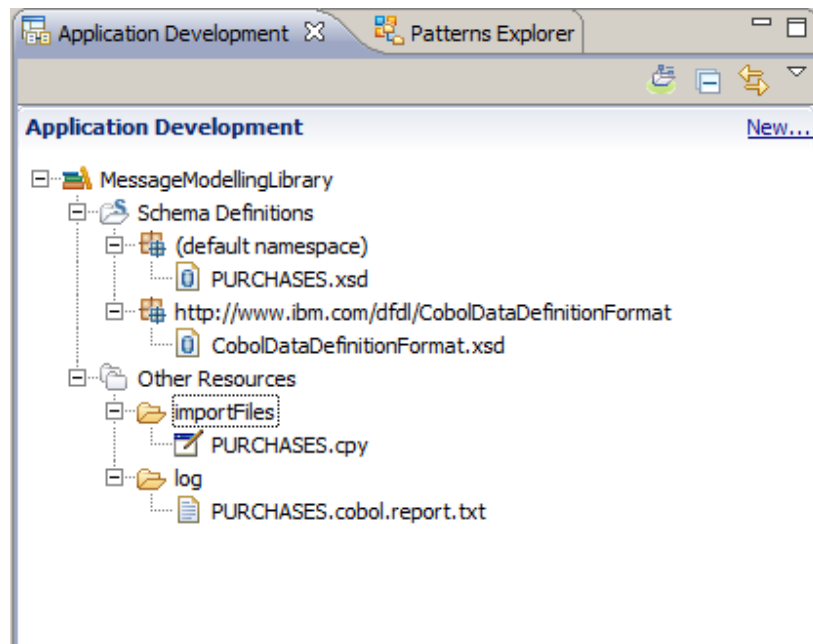 Application Development Patterns Explorer
Application Development New...
MessageModellingLibrary
Schema Definitions
(default namespace)
PURCHASES.xsd
http://www.ibm.com/dfdl/CobolDataDefinitionFormat
CobolDataDefinitionFormat.xsd
Other Resources
importFiles
PURCHASES.cpy
log
PURCHASES.cobol.report.txt